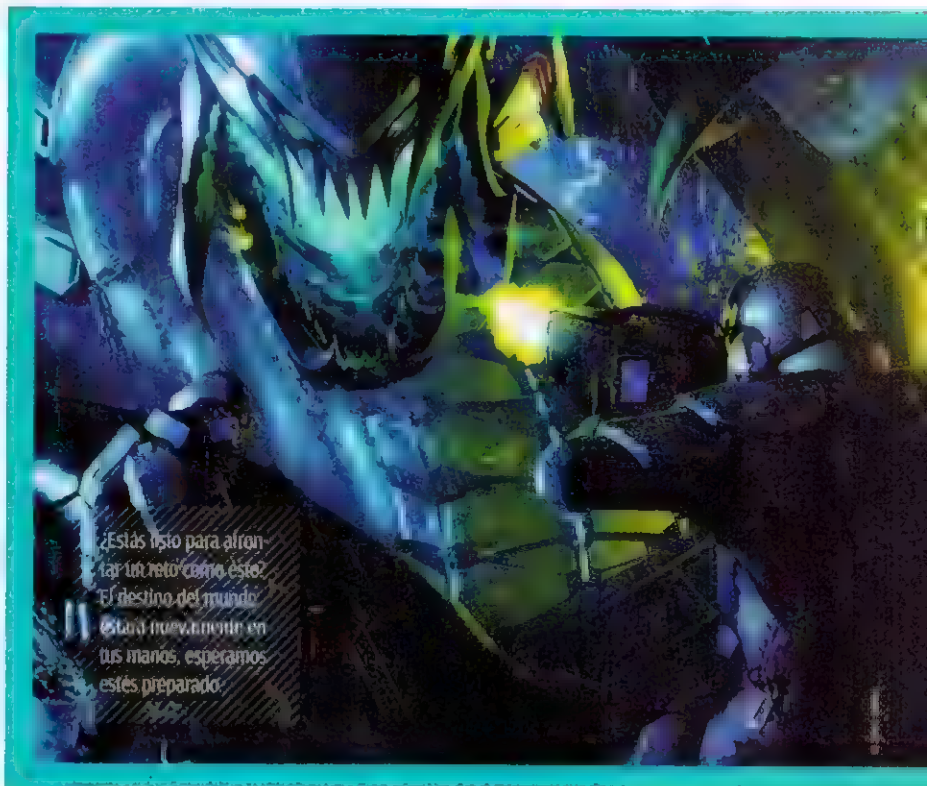 ¿Estás listo para afron-
tar un reto como éste?
El destino del mundo
estará nuevamente en
tus manos, esperamos
estés preparado.